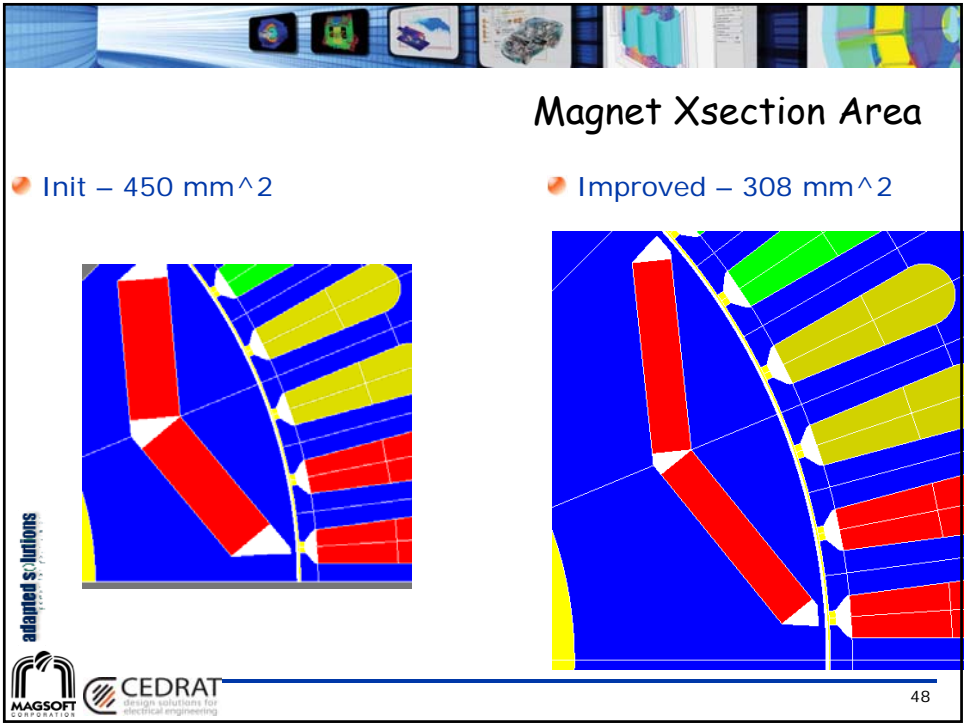 Magnet Xsection Area
Init – 450 mm^2
Improved – 308 mm^2
adapted solutions
MAGSOFT
CORPORATION
CEDRAT
design solutions for
electrical engineering
48